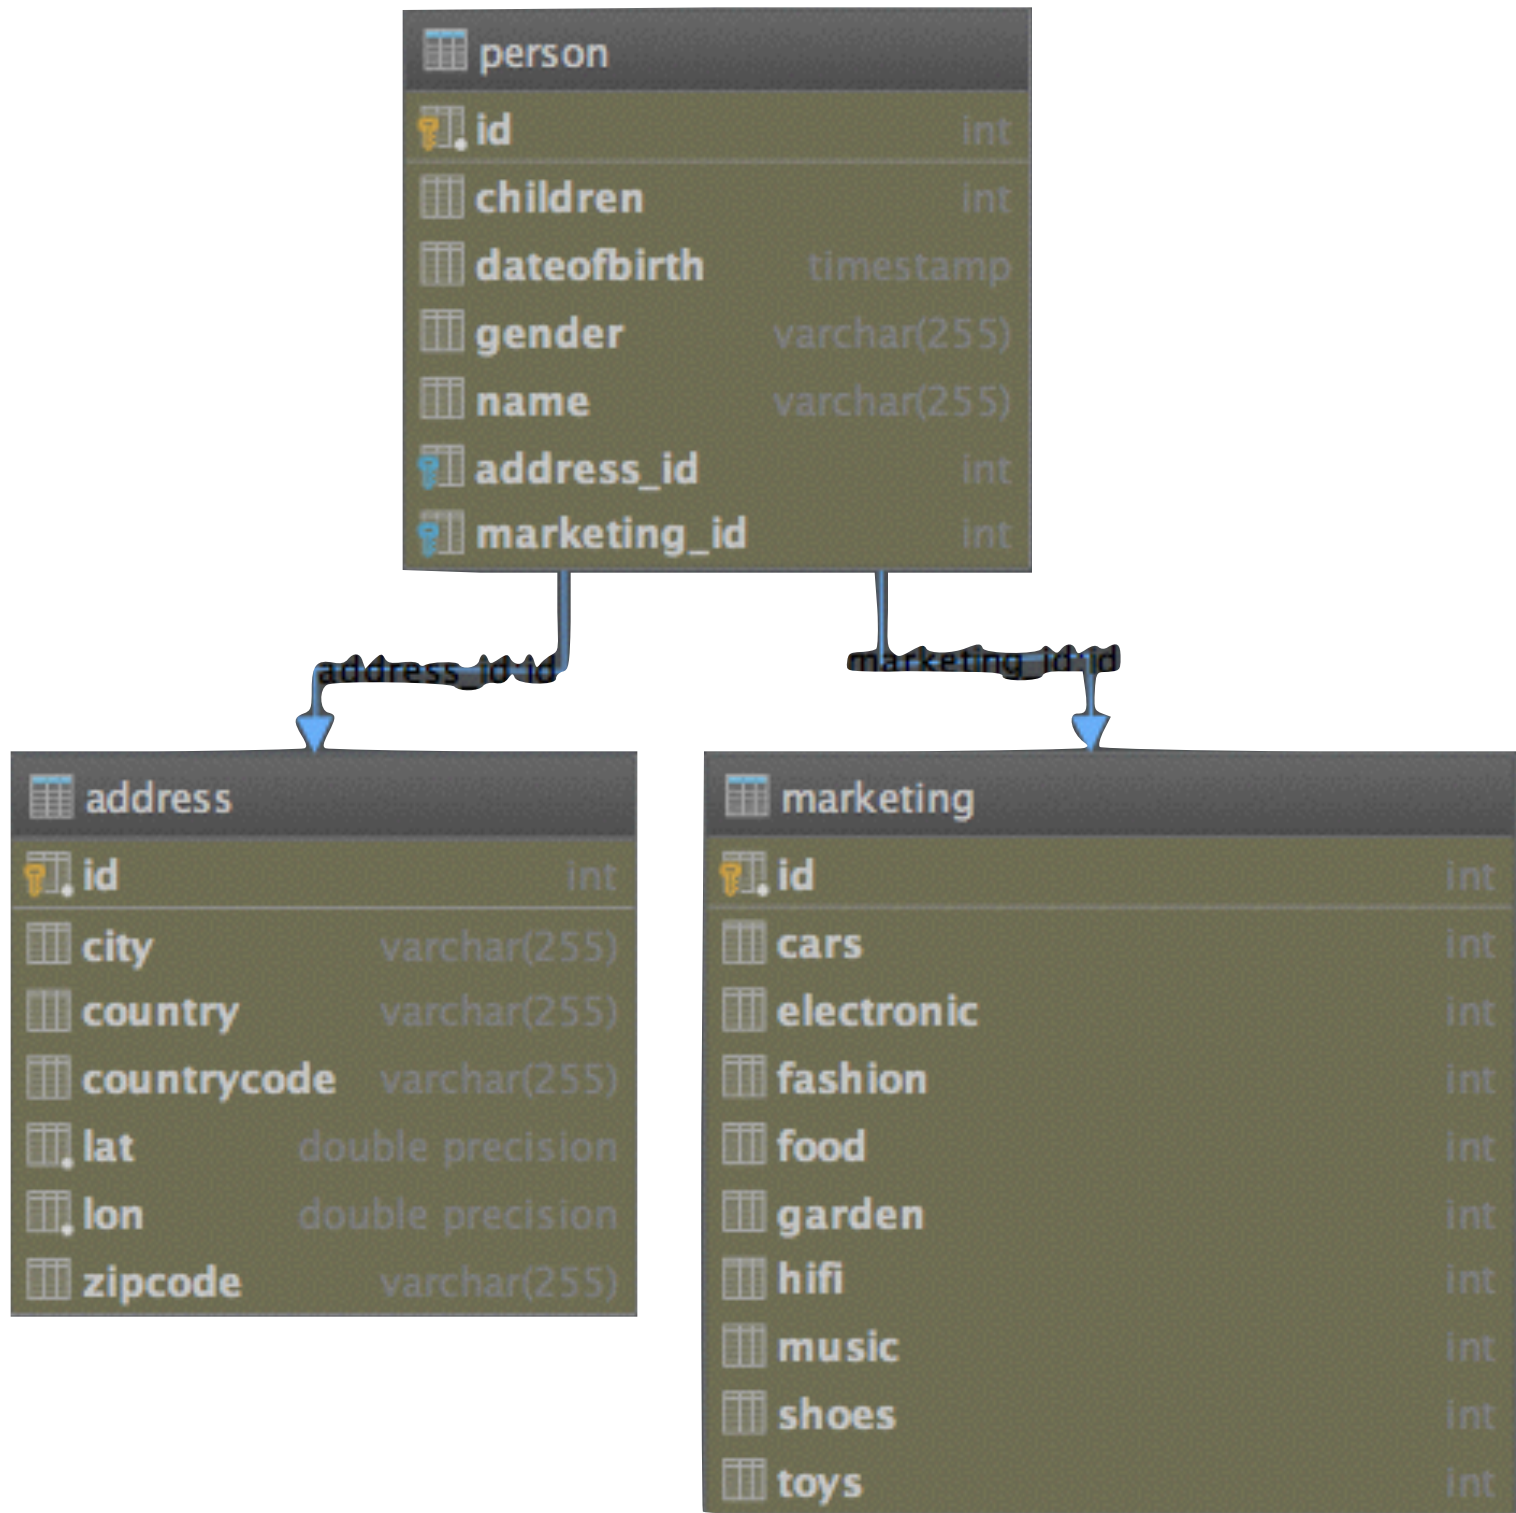 person
id int
children int
dateofbirth timestamp
gender varchar(255)
name varchar(255)
address_id int
marketing_id int
address_id:id
marketing_id:id
address
id int
city varchar(255)
country varchar(255)
countrycode varchar(255)
lat double precision
lon double precision
zipcode varchar(255)
marketing
id int
cars int
electronic int
fashion int
food int
garden int
hifi int
music int
shoes int
toys int